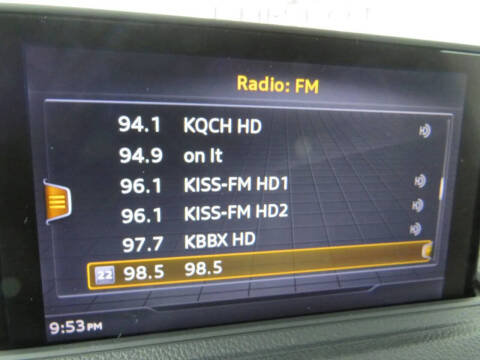 Radio: FM
94.1 KQCH HD
94.9 on It
96.1 KISS-FM HD1
96.1 KISS-FM HD2
97.7 KBBX HD
22 98.5 98.5
9:53 PM